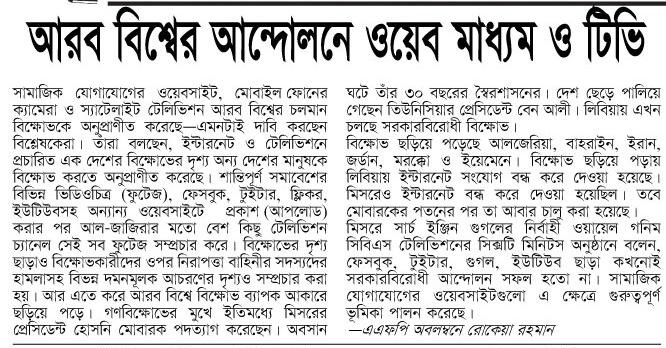 আরব বিশ্বের আন্দোলনে ওয়েব মাধ্যম ও টিভি
সামাজিক যোগাযোগের ওয়েবসাইট, মোবাইল ফোনের
ক্যামেরা ও স্যাটেলাইট টেলিভিশন আরব বিশ্বের চলমান
বিক্ষোভকে অনুপ্রাণীত করেছে—এমনটাই দাবি করছেন
বিশ্লেষকেরা। তাঁরা বলছেন, ইন্টারনেট ও টেলিভিশনে
প্রচারিত এক দেশের বিক্ষোভের দৃশ্য অন্য দেশের মানুষকে
বিক্ষোভ করতে অনুপ্রাণীত করেছে। শান্তিপূর্ণ সমাবেশের
বিভিন্ন ভিডিওচিত্র (ফুটেজ), ফেসবুক, টুইটার, ফ্লিকর,
ইউটিউবসহ অন্যান্য ওয়েবসাইটে প্রকাশ (আপলোড)
করার পর আল-জাজিরার মতো বেশ কিছু টেলিভিশন
চ্যানেল সেই সব ফুটেজ সম্প্রচার করে। বিক্ষোভের দৃশ্য
ছাড়াও বিক্ষোভকারীদের ওপর নিরাপত্তা বাহিনীর সদস্যদের
হামলাসহ বিভন্ন দমনমূলক আচরণের দৃশ্যও সম্প্রচার করা
হয়। আর এতে করে আরব বিশ্বে বিক্ষোভ ব্যাপক আকারে
ছড়িয়ে পড়ে। গণবিক্ষোভের মুখে ইতিমধ্যে মিসরের
প্রেসিডেন্ট হোসনি মোবারক পদত্যাগ করেছেন। অবসান
ঘটে তাঁর ৩০ বছরের স্বৈরশাসনের। দেশ ছেড়ে পালিয়ে
গেছেন তিউনিসিয়ার প্রেসিডেন্ট বেন আলী। লিবিয়ায় এখন
চলছে সরকারবিরোধী বিক্ষোভ।
বিক্ষোভ ছড়িয়ে পড়েছে আলজেরিয়া, বাহরাইন, ইরান,
জর্ডান, মরক্কো ও ইয়েমেনে। বিক্ষোভ ছড়িয়ে পড়ায়
লিবিয়ায় ইন্টারনেট সংযোগ বন্ধ করে দেওয়া হয়েছে।
মিসরেও ইন্টারনেট বন্ধ করে দেওয়া হয়েছিল। তবে
মোবারকের পতনের পর তা আবার চালু করা হয়েছে।
মিসরে সার্চ ইঞ্জিন গুগলের নির্বাহী ওয়ায়েল গনিম
সিবিএস টেলিভিশনের সিক্সটি মিনিটস অনুষ্ঠানে বলেন,
ফেসবুক, টুইটার, গুগল, ইউটিউব ছাড়া কখনোই
সরকারবিরোধী আন্দোলন সফল হতো না। সামাজিক
যোগাযোগের ওয়েবসাইটগুলো এ ক্ষেত্রে গুরুত্বপূর্ণ
ভূমিকা পালন করেছে।
—এএফপি অবলম্বনে রোকেয়া রহমান